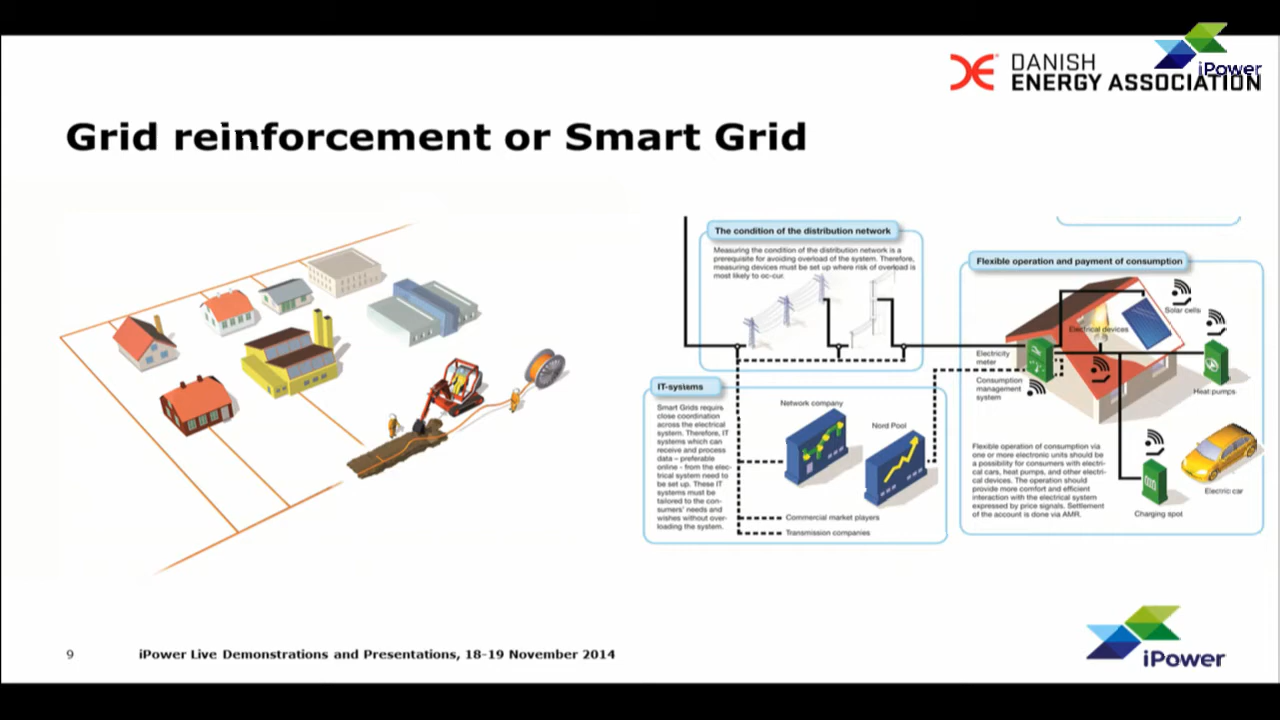 DANISH
ENERGY ASSOCIATION
iPower
Grid reinforcement or Smart Grid
The condition of the distribution network
Measuring the condition of the distribution network is a
prerequisite for avoiding overload of the system. Therefore,
measuring devices must be set up where risk of overload is
most likely to oc-cur.
Flexible operation and payment of consumption
Solar cells
Electrical devices
Electricity
meter
Consumption
management
system
Heat pumps
Flexible operation of consumption via
one or more electronic units should be
a possibility for consumers with electri-
cal cars, heat pumps, and other electri-
cal devices. The operation should
provide more comfort and efficient
interaction with the electrical system
expressed by price signals. Settlement
of the account is done via AMR.
Electric car
Charging spot
IT-systems
Smart Grids require
close coordination
across the electrical
system. Therefore, IT
systems which can
receive and process
data – preferable
online - from the elec-
trical system need to
be set up. These IT
systems must be
tailored to the con-
sumers' needs and
wishes without over-
loading the system.
Network company
Nord Pool
Commercial market players
Transmission companies
9
iPower Live Demonstrations and Presentations, 18-19 November 2014
iPower